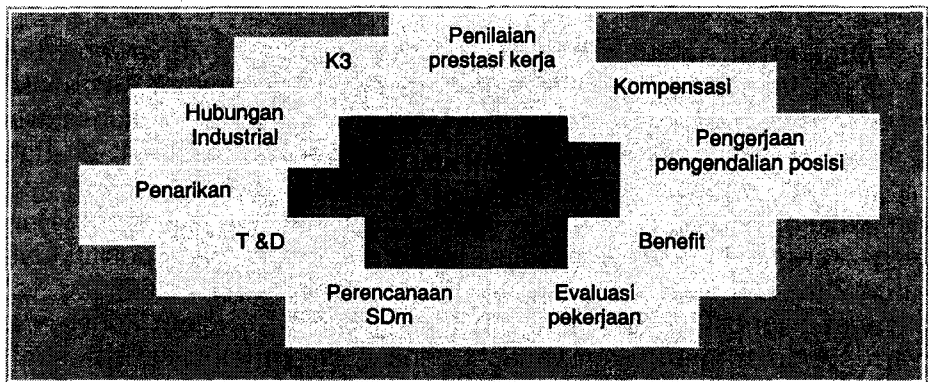 Penilaian
prestasi kerja
K3
Kompensasi
Hubungan
Industrial
Pengerjaan
pengendalian posisi
Penarikan
T &D
Benefit
Perencanaan
SDm
Evaluasi
pekerjaan